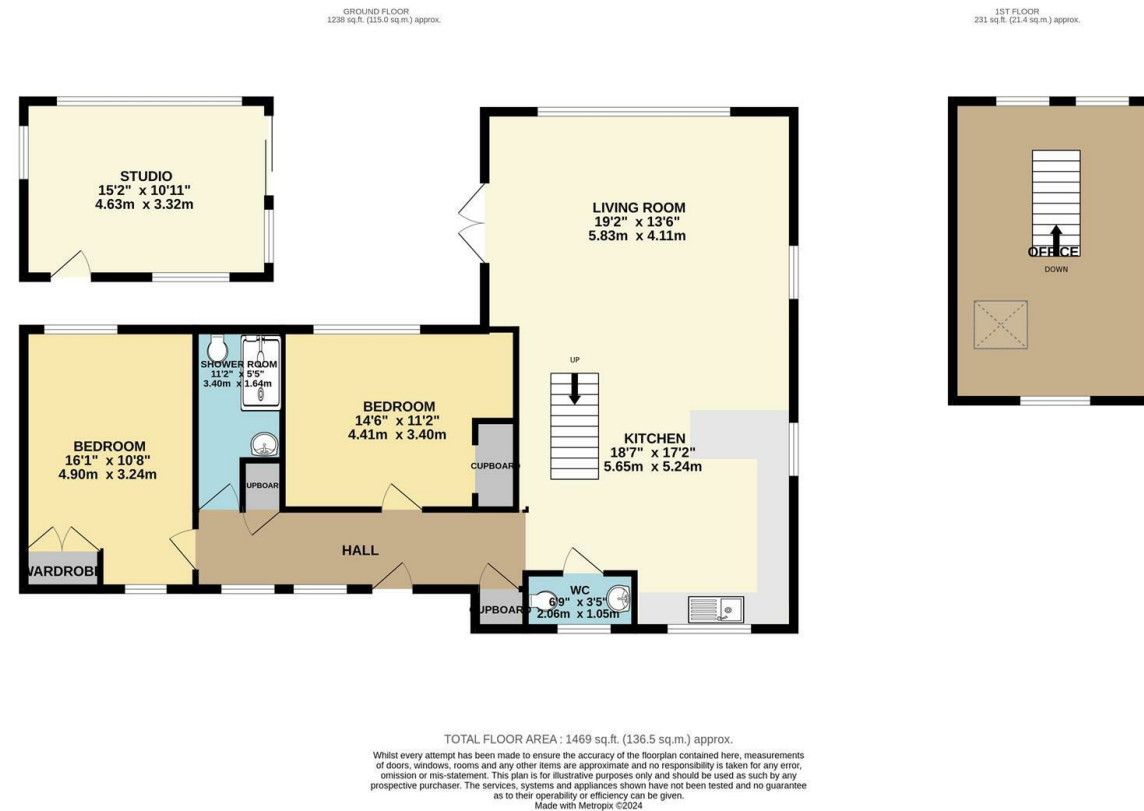 GROUND FLOOR
1238 sq.ft. (115.0 sq.m.) approx.
1ST FLOOR
231 sq.ft. (21.4 sq.m.) approx.
STUDIO
15'2" x 10'11"
4.63m x 3.32m
LIVING ROOM
19'2" x 13'6"
5.83m x 4.11m
OFFICE
DOWN
SHOWER ROOM
11'2" x 5'5"
3.40m x 1.64m
UP
BEDROOM
14'6" x 11'2"
4.41m x 3.40m
BEDROOM
16'1" x 10'8"
4.90m x 3.24m
KITCHEN
18'7" x 17'2"
5.65m x 5.24m
CUPBOARD
UPBOAR
HALL
WARDROBE
CUPBOARD
WC
6'9" x 3'5"
2.06m x 1.05m
TOTAL FLOOR AREA : 1469 sq.ft. (136.5 sq.m.) approx.
Whilst every attempt has been made to ensure the accuracy of the floorplan contained here, measurements
of doors, windows, rooms and any other items are approximate and no responsibility is taken for any error,
omission or mis-statement. This plan is for illustrative purposes only and should be used as such by any
prospective purchaser. The services, systems and appliances shown have not been tested and no guarantee
as to their operability or efficiency can be given.
Made with Metropix ©2024